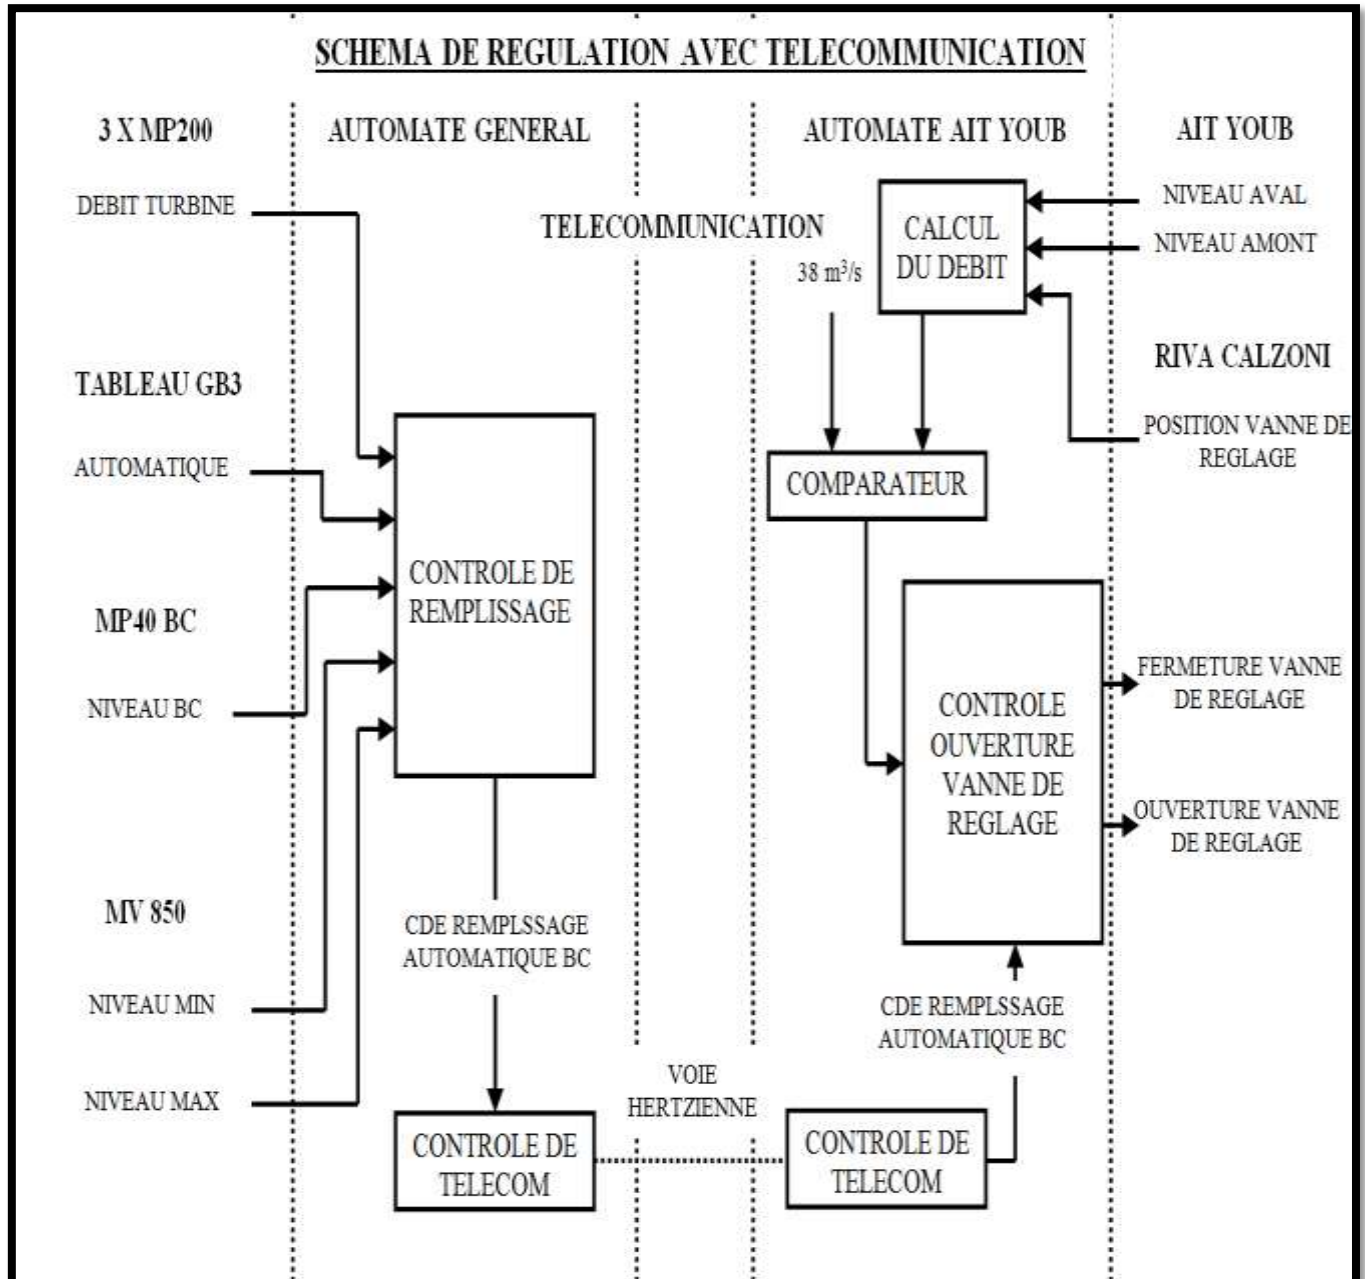 SCHEMA DE REGULATION AVEC TELECOMMUNICATION
3 X MP200
AUTOMATE GENERAL
AUTOMATE AIT YOUB
AIT YOUB
DEBIT TURBINE
TELECOMMUNICATION
38 m³/s
CALCUL
DU DEBIT
NIVEAU AVAL
NIVEAU AMONT
TABLEAU GB3
RIVA CALZONI
AUTOMATIQUE
COMPARATEUR
POSITION VANNE DE
REGLAGE
MP40 BC
CONTROLE DE
REMPLISSAGE
NIVEAU BC
CONTROLE
OUVERTURE
VANNE DE
REGLAGE
FERMETURE VANNE
DE REGLAGE
OUVERTURE VANNE
DE REGLAGE
MV 850
CDE REMPLSSAGE
AUTOMATIQUE BC
NIVEAU MIN
CDE REMPLSSAGE
AUTOMATIQUE BC
NIVEAU MAX
VOIE
HERTZIENNE
CONTROLE DE
TELECOM
CONTROLE DE
TELECOM